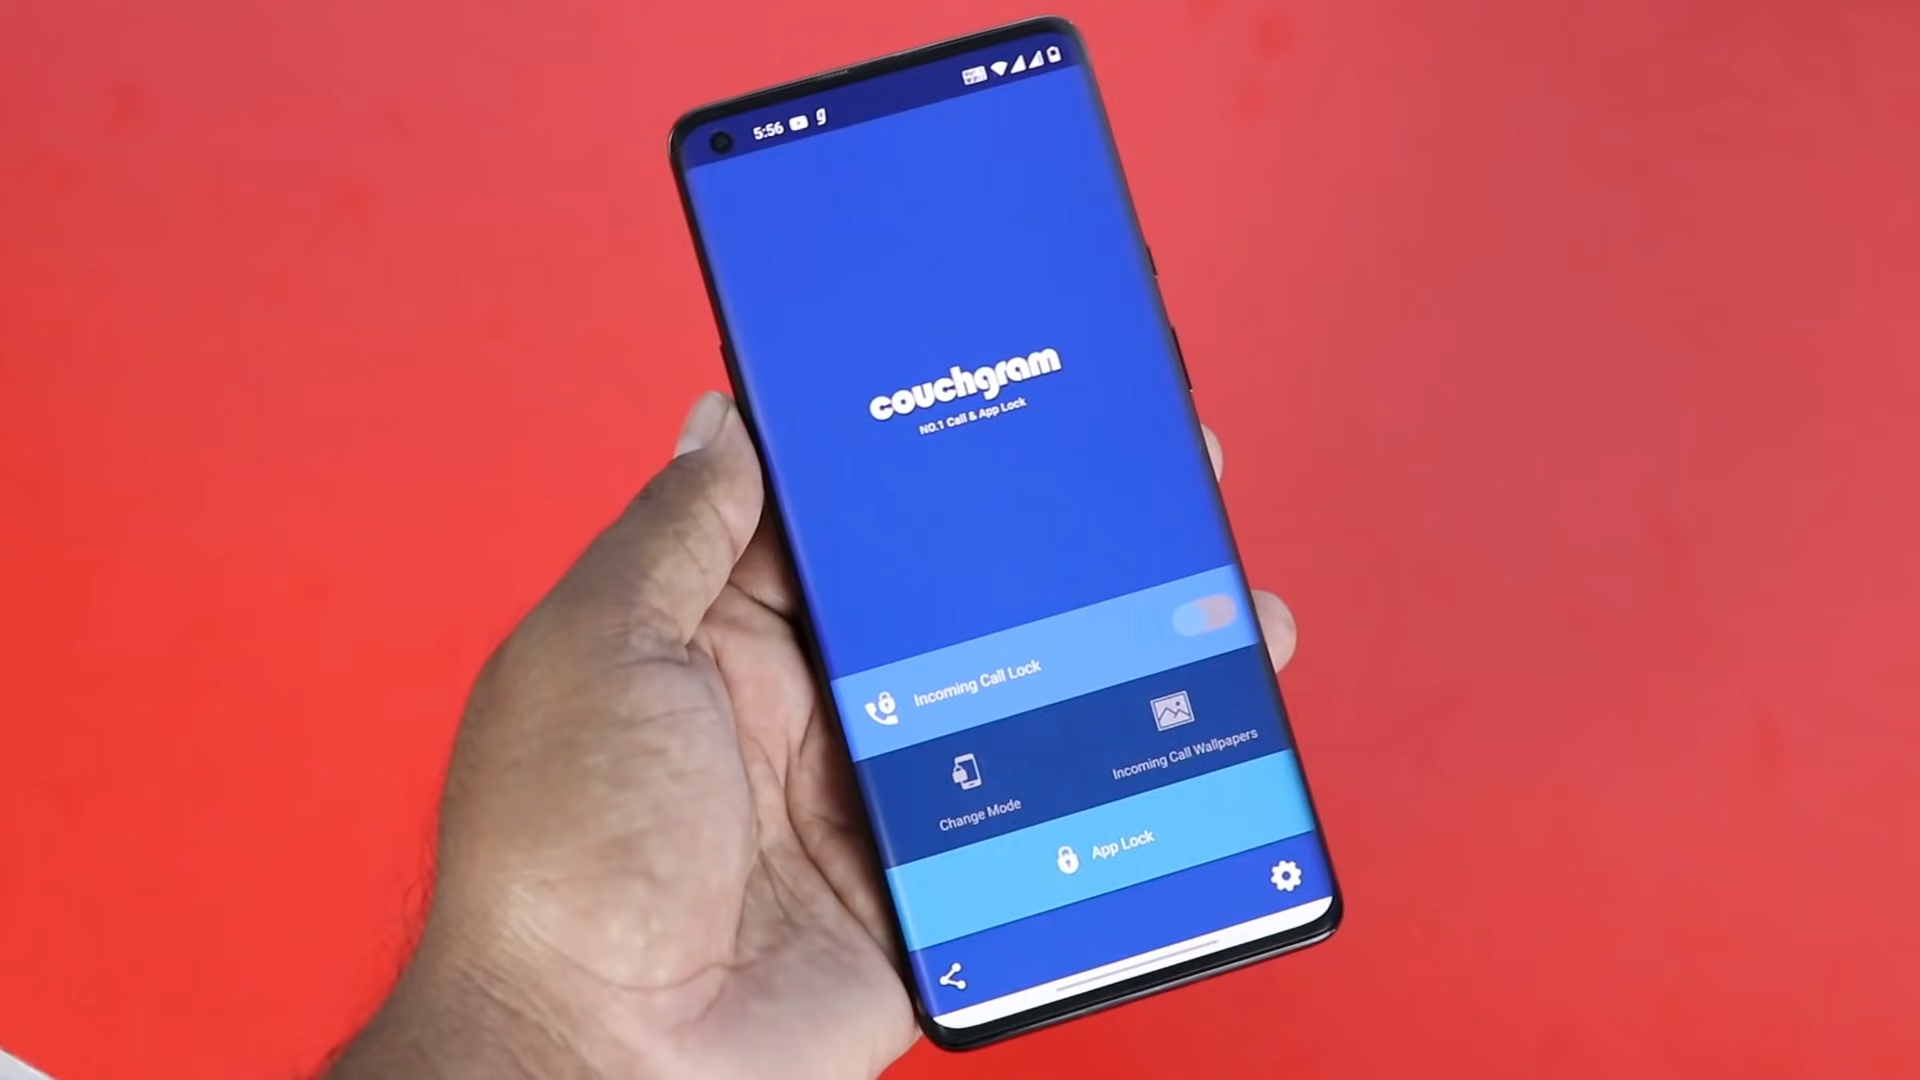 5:56
couchgram
NO.1 Call & App Lock
Incoming Call Lock
Change Mode
Incoming Call Wallpapers
App Lock